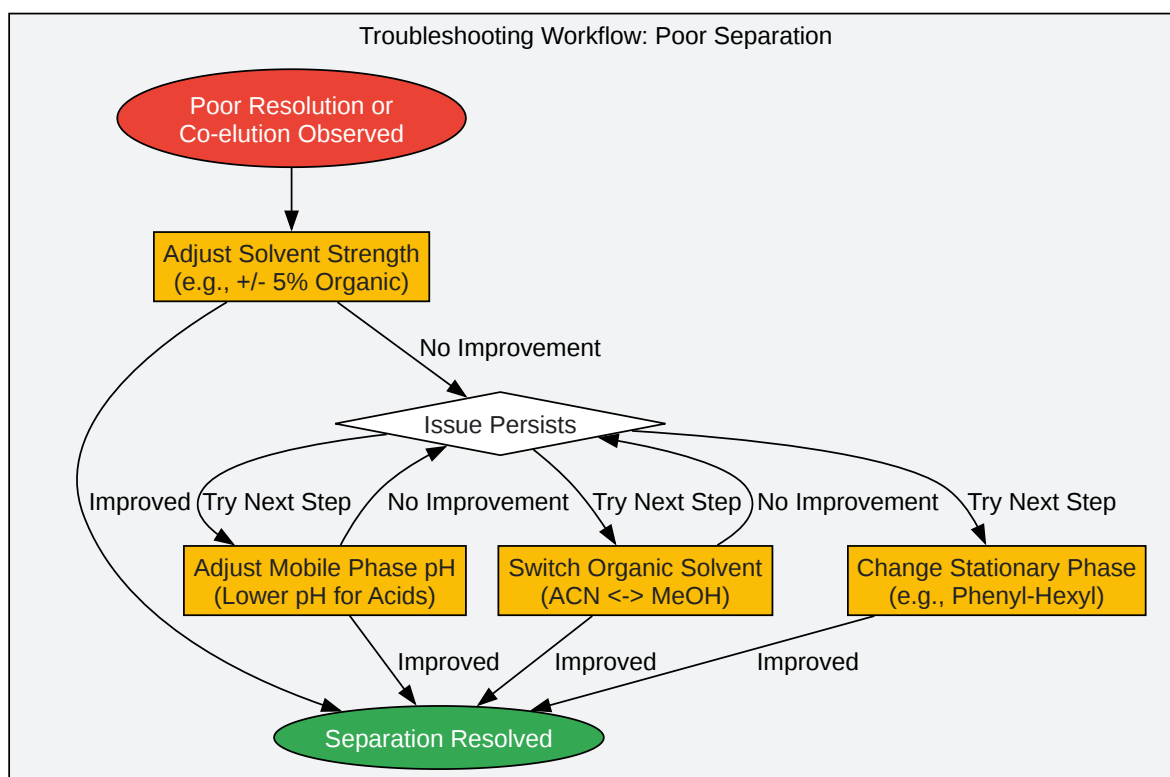 Troubleshooting Workflow: Poor Separation
Poor Resolution or
Co-elution Observed
Adjust Solvent Strength
(e.g., +/- 5% Organic)
No Improvement
Issue Persists
Improved
Try Next Step
No Improvement
Try Next Step
No Improvement
Try Next Step
Adjust Mobile Phase pH
(Lower pH for Acids)
Switch Organic Solvent
(ACN <-> MeOH)
Change Stationary Phase
(e.g., Phenyl-Hexyl)
Improved
Improved
Improved
Separation Resolved